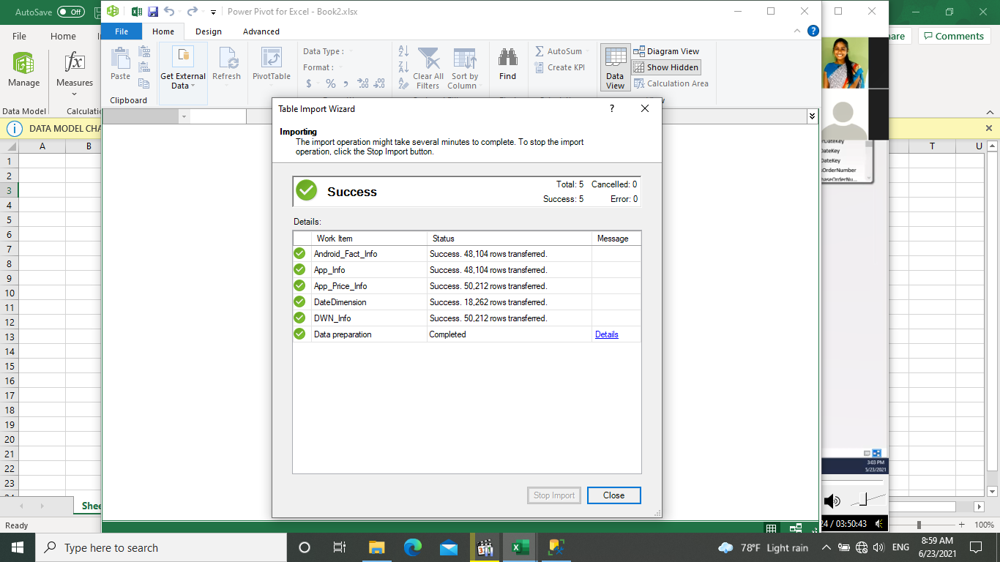 AutoSave Off
Power Pivot for Excel - Book2.xlsx
File Home
File Home Design Advanced
Comments
Manage
Measures
Data Model
Paste
Clipboard
Get External Data
Refresh
PivotTable
Data Type :
Format :
$ % ,
Clear All Filters
Sort by Column
Find
AutoSum
Create KPI
Data View
Diagram View
Show Hidden
Calculation Area
DATA MODEL CHA
A B T U
1
2
3
4
5
6
7
8
9
10
11
12
13
14
15
16
17
18
19
20
21
22
23
Table Import Wizard ?
Importing
The import operation might take several minutes to complete. To stop the import
operation, click the Stop Import button.
Success
Total: 5 Cancelled: 0
Success: 5 Error: 0
Details:
Work Item Status Message
Android_Fact_Info Success. 48,104 rows transferred.
App_Info Success. 48,104 rows transferred.
App_Price_Info Success. 50,212 rows transferred.
DateDimension Success. 18,262 rows transferred.
DWN_Info Success. 50,212 rows transferred.
Data preparation Completed Details
Stop Import Close
DateKey
DateKey
OrderNumber
3:03 PM
5/23/2021
24 / 03:50:43
Shee
Ready
100%
Type here to search
78°F Light rain
ENG
8:59 AM
6/23/2021